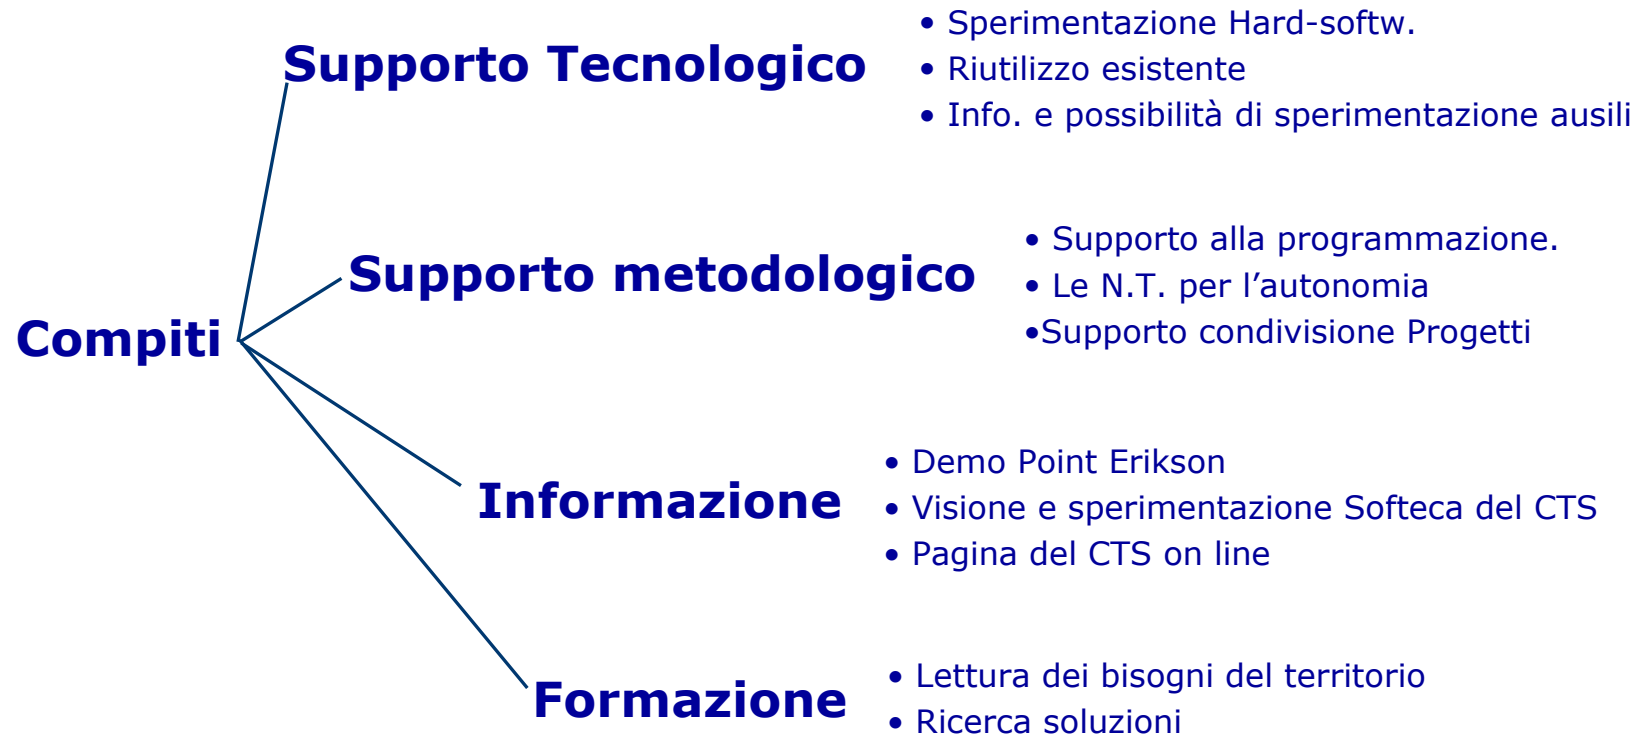 Compiti
Supporto Tecnologico
• Sperimentazione Hard-softw.
• Riutilizzo esistente
• Info. e possibilità di sperimentazione ausili
Supporto metodologico
• Supporto alla programmazione.
• Le N.T. per l’autonomia
•Supporto condivisione Progetti
Informazione
• Demo Point Erikson
• Visione e sperimentazione Softeca del CTS
• Pagina del CTS on line
Formazione
• Lettura dei bisogni del territorio
• Ricerca soluzioni